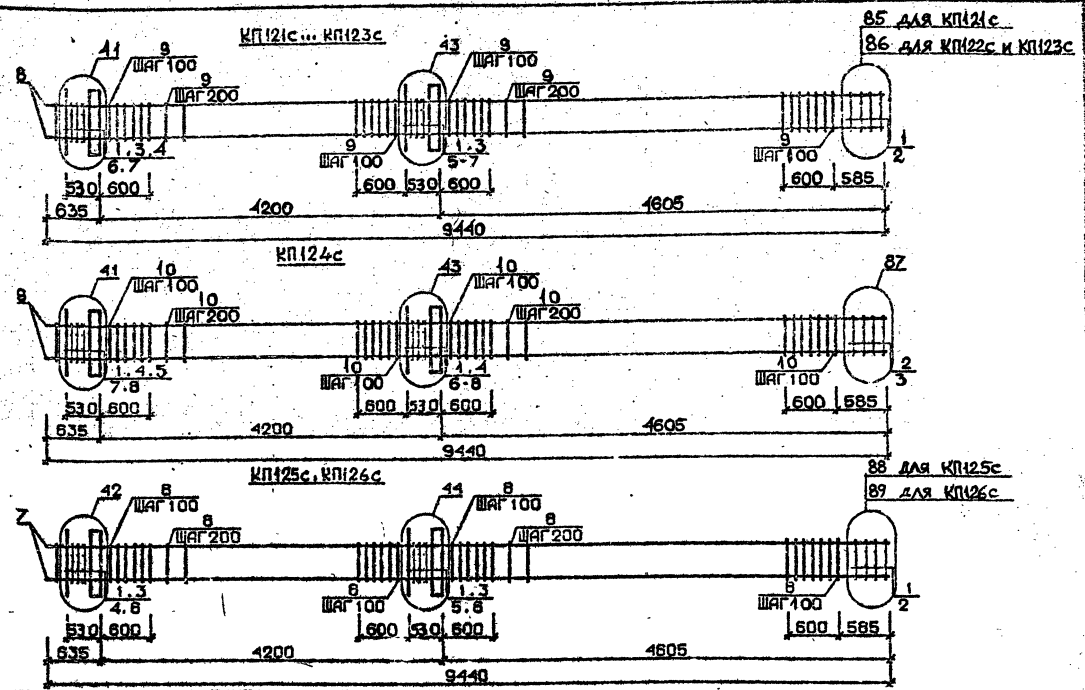 КП121с... КП123с
85 для КП121с
86 для КП122с и КП123с
41
9
ШАГ 100
9
ШАГ 200
43
9
ШАГ 100
9
ШАГ 200
8
1.3.4
6.7
9
ШАГ 100
1.3
5-7
9
ШАГ 100
1
2
530 600
600 530 600
600 585
635
4200
4605
9440
КП124с
41
10
ШАГ 100
10
ШАГ 200
43
10
ШАГ 100
10
ШАГ 200
87
9
1.4.5
7.8
10
ШАГ 100
1.4
6-8
10
ШАГ 100
2
3
530 600
600 530 600
600 585
635
4200
4605
9440
КП125с, КП126с
88 для КП125с
89 для КП126с
42
8
ШАГ 100
8
ШАГ 200
44
8
ШАГ 100
8
ШАГ 200
7
1.3
4.6
8
ШАГ 100
1.3
5.6
8
ШАГ 100
1
2
530 600
600 530 600
600 585
635
4200
4605
9440